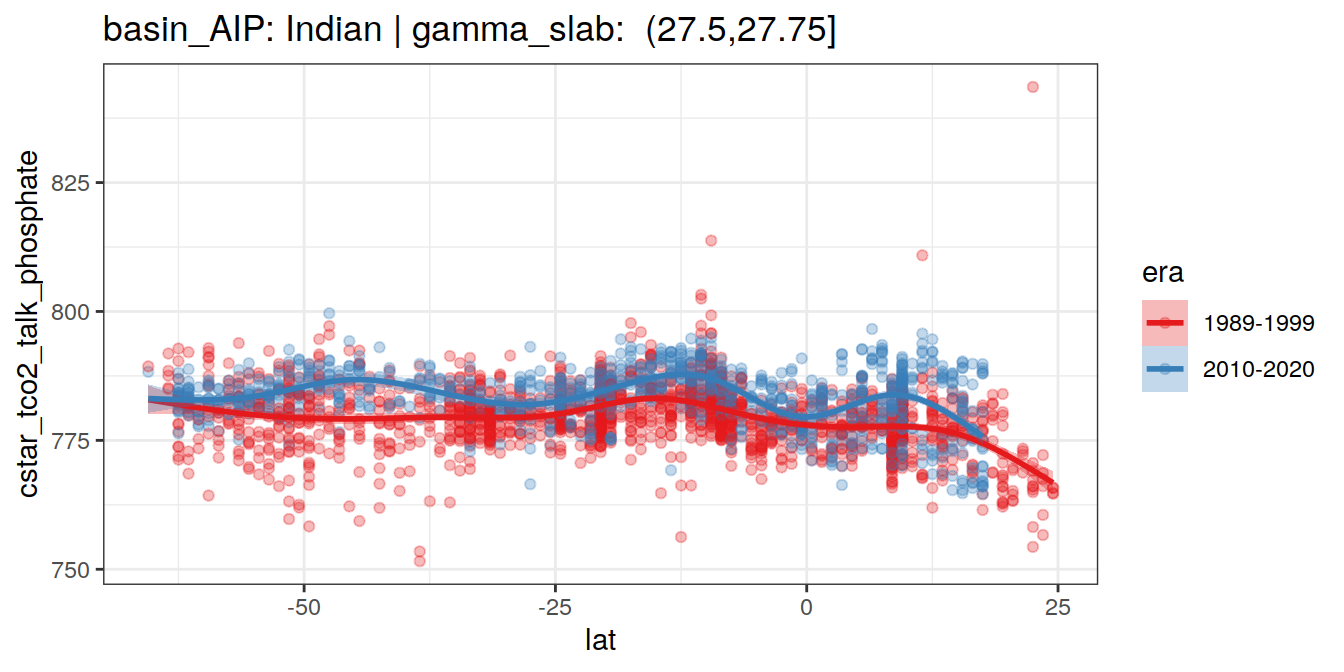 basin_AIP: Indian | gamma_slab:  (27.5,27.75]
cstar_tco2_talk_phosphate
825
800
775
750
-50
-25
0
25
lat
era
1989-1999
2010-2020